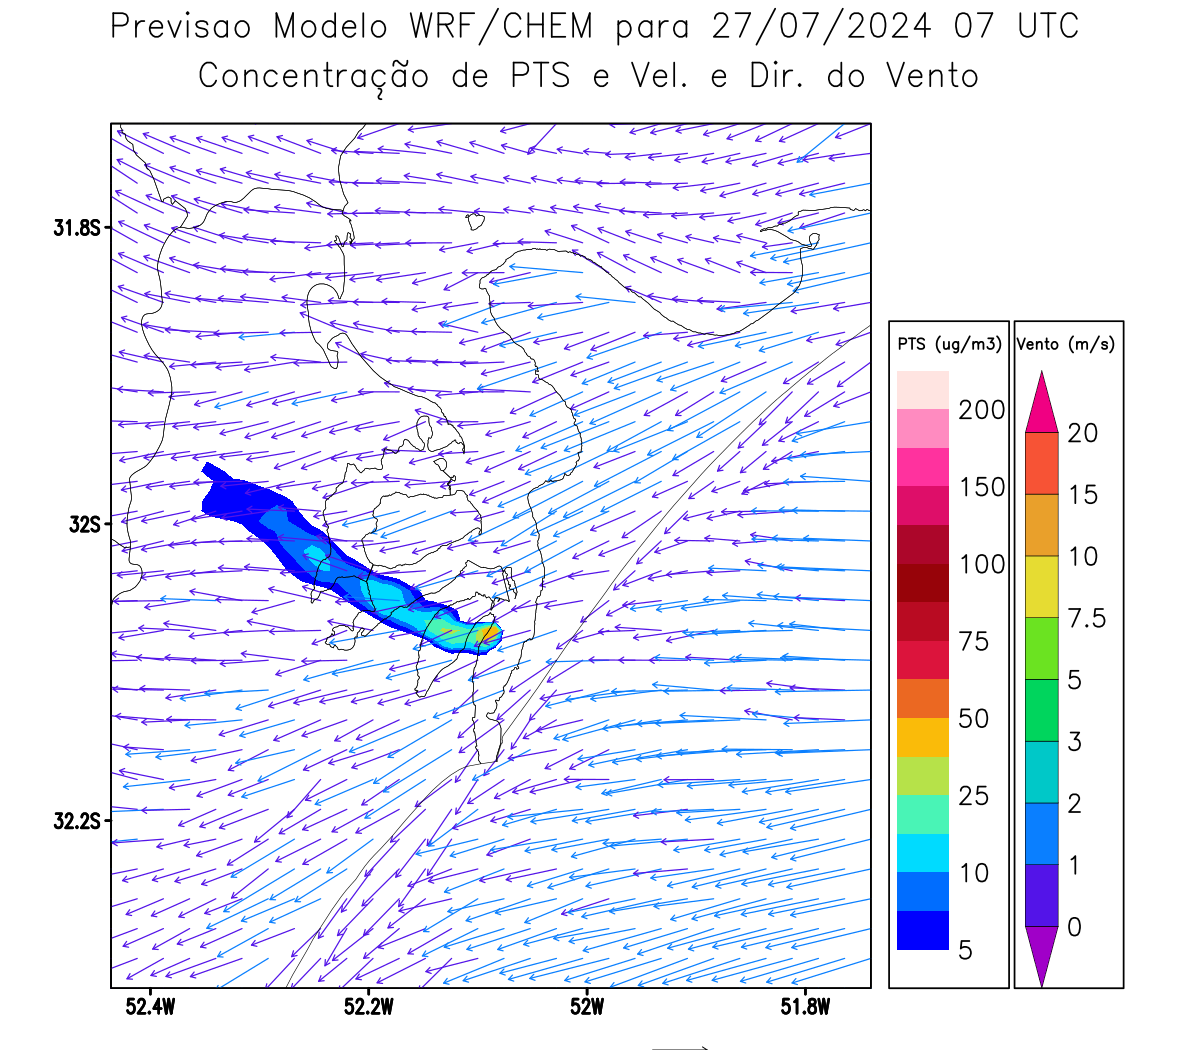 Previsao Modelo WRF/CHEM para 27/07/2024 07 UTC
Concentração de PTS e Vel. e Dir. do Vento
31.8S
32S
32.2S
52.4W
52.2W
52W
51.8W
PTS (ug/m3)
200
150
100
75
50
25
10
5
Vento (m/s)
20
15
10
7.5
5
3
2
1
0